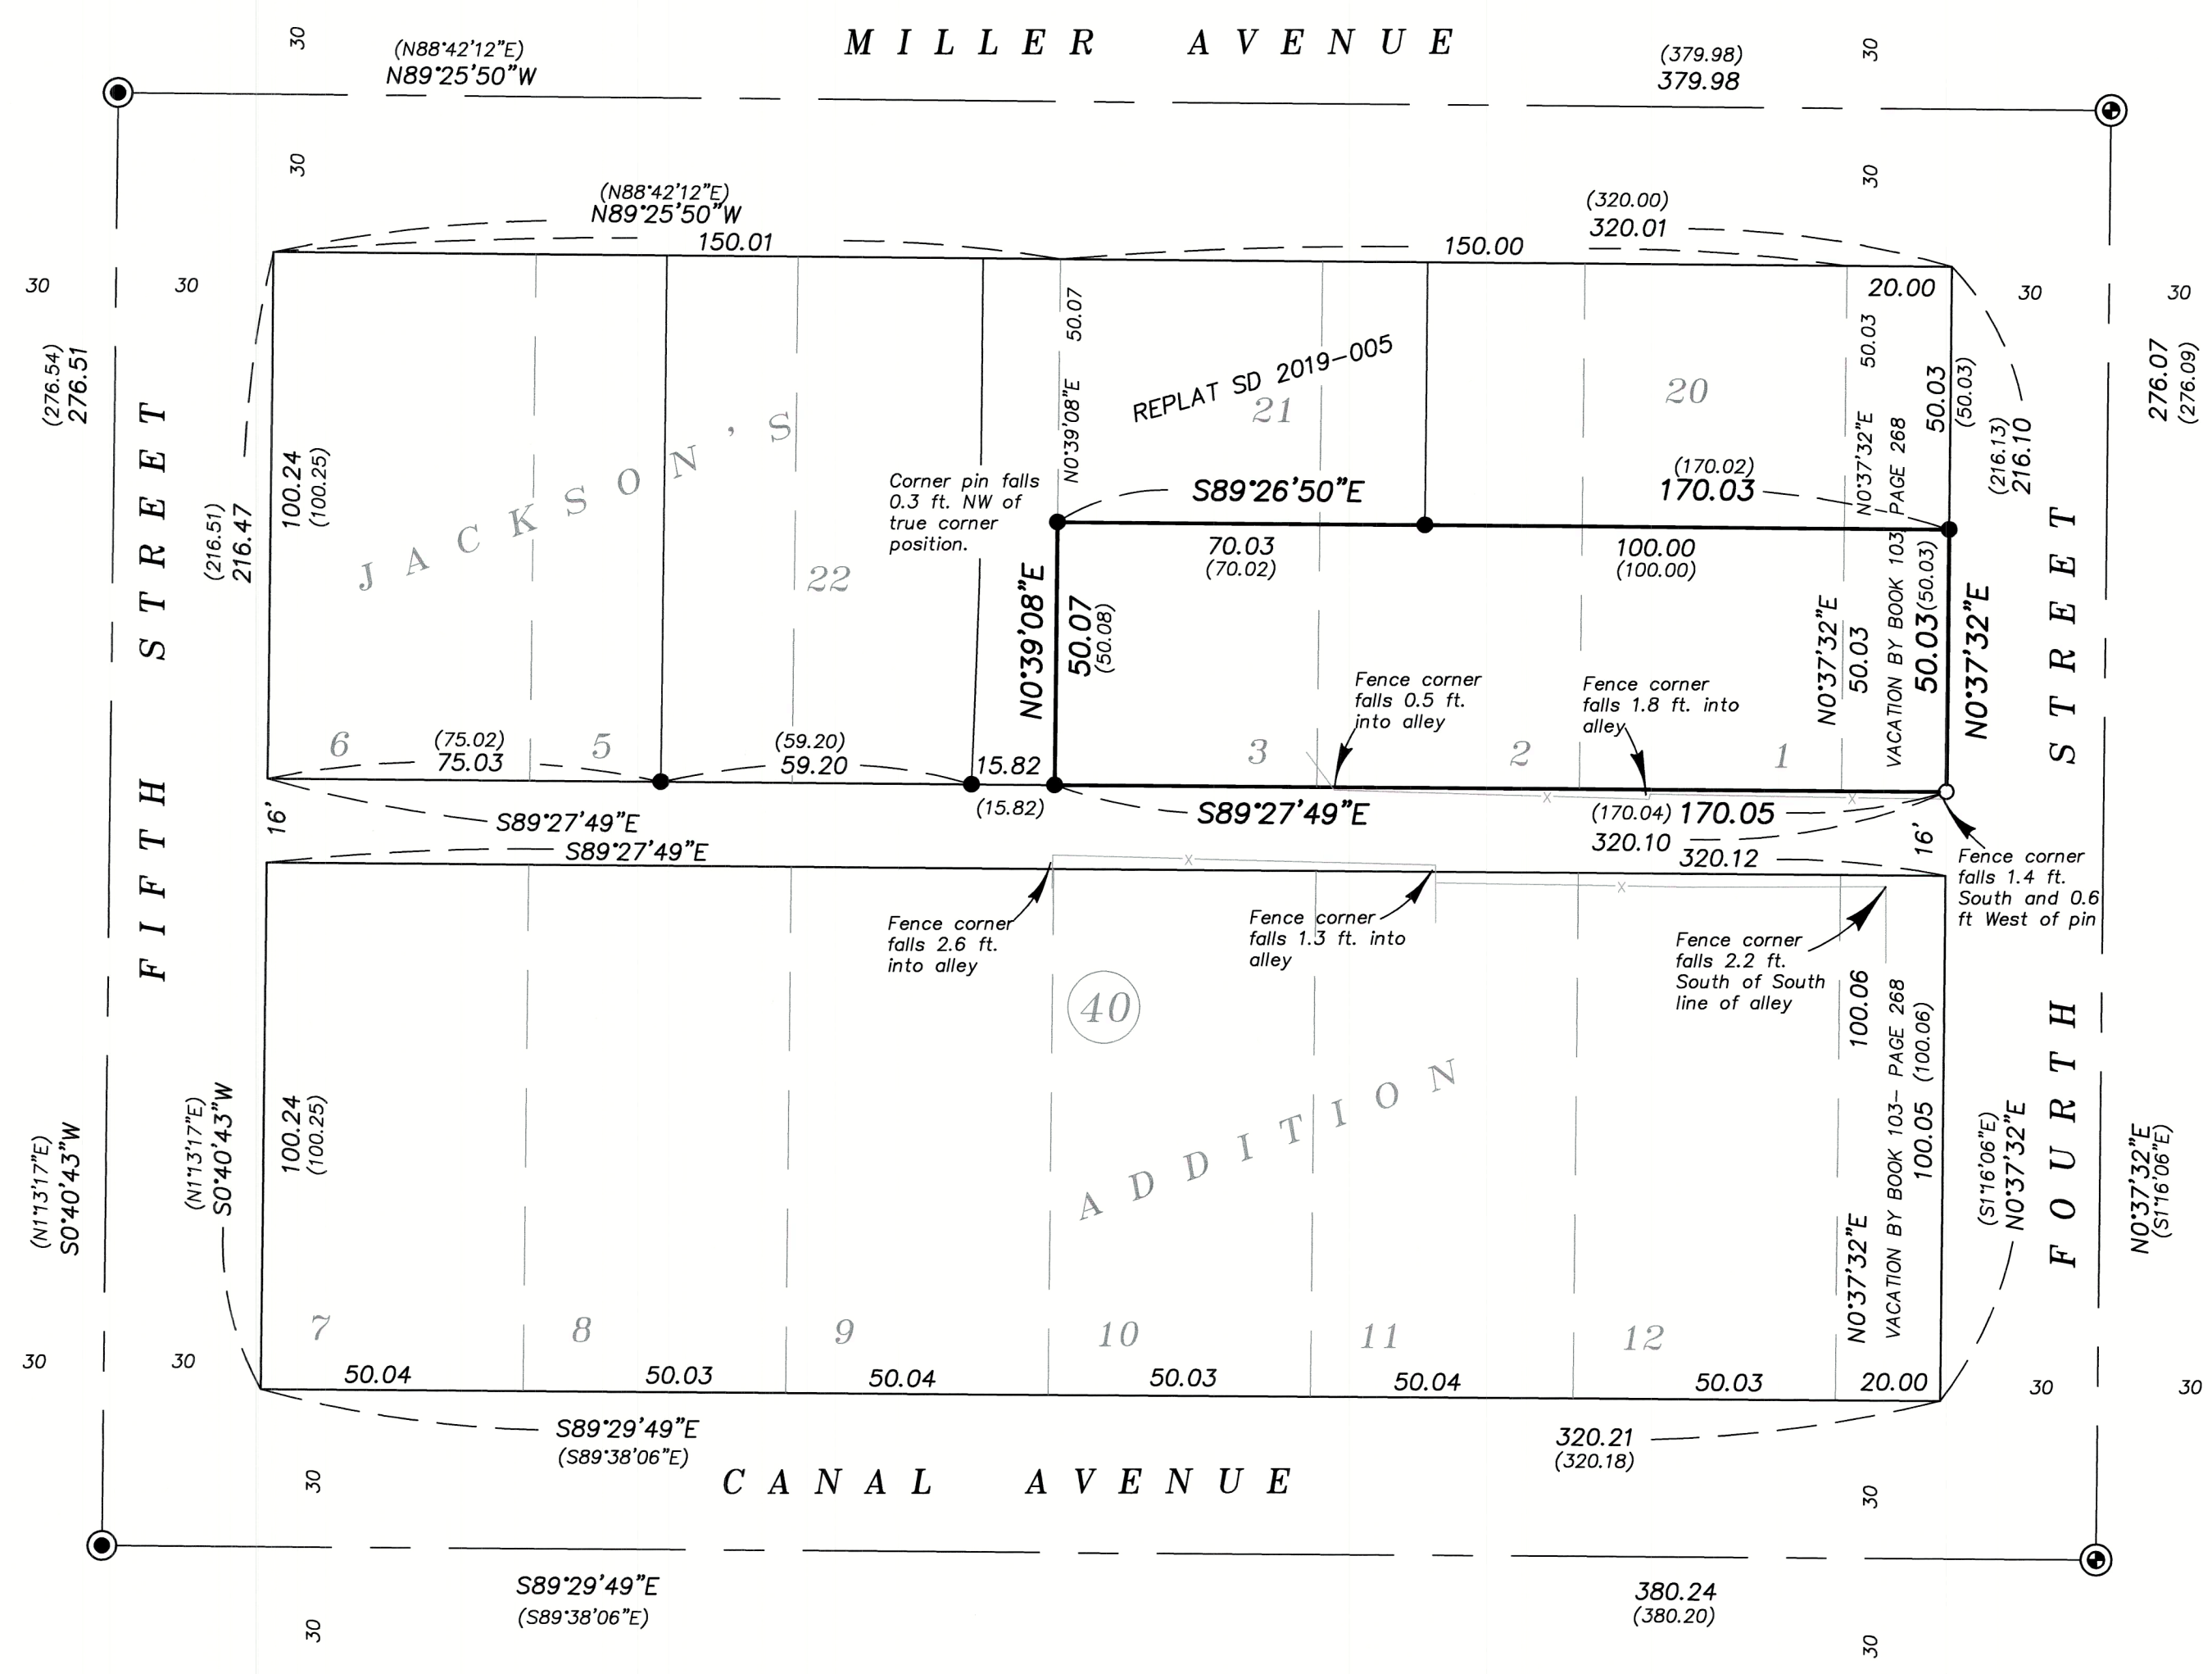 MILLER AVENUE
30
(N88°42'12"E)
N89°25'50"W
(379.98)
379.98
30
30
30
(N88°42'12"E)
N89°25'50"W
150.01
(320.00)
320.01
150.00
20.00
30
30
30
30
(276.54)
276.51
FIFTH STREET
(216.51)
216.47
100.24
(100.25)
JACKSON'S
N0°39'08"E 50.07
REPLAT SD 2019-005
21
20
N0°37'32"E 50.03
VACATION BY BOOK 103, PAGE 268
50.03
(50.03)
(216.13)
216.10
276.07
(276.09)
FOURTH STREET
Corner pin falls
0.3 ft. NW of
true corner
position.
S89°26'50"E
(170.02)
170.03
70.03
(70.02)
100.00
(100.00)
22
N0°39'08"E
50.07
(50.08)
N0°37'32"E
50.03
50.03(50.03)
N0°37'32"E
Fence corner
falls 0.5 ft.
into alley
Fence corner
falls 1.8 ft. into
alley
6
(75.02)
75.03
5
(59.20)
59.20
15.82
(15.82)
3
2
1
x
x
16'
S89°27'49"E
S89°27'49"E
S89°27'49"E
(170.04) 170.05
320.10
320.12
16'
x
x
Fence corner
falls 1.4 ft.
South and 0.6
ft West of pin
Fence corner
falls 2.6 ft.
into alley
Fence corner
falls 1.3 ft. into
alley
Fence corner
falls 2.2 ft.
South of South
line of alley
40
ADDITION
(N1°13'17"E)
S0°40'43"W
(N1°13'17"E)
S0°40'43"W
100.24
(100.25)
N0°37'32"E 100.06
VACATION BY BOOK 103- PAGE 268
100.05 (100.06)
(S1°16'06"E)
N0°37'32"E
N0°37'32"E
(S1°16'06"E)
7
8
9
10
11
12
30
30
50.04
50.03
50.04
50.03
50.04
50.03
20.00
30
30
S89°29'49"E
(S89°38'06"E)
320.21
(320.18)
30
CANAL AVENUE
30
S89°29'49"E
(S89°38'06"E)
380.24
(380.20)
30
30